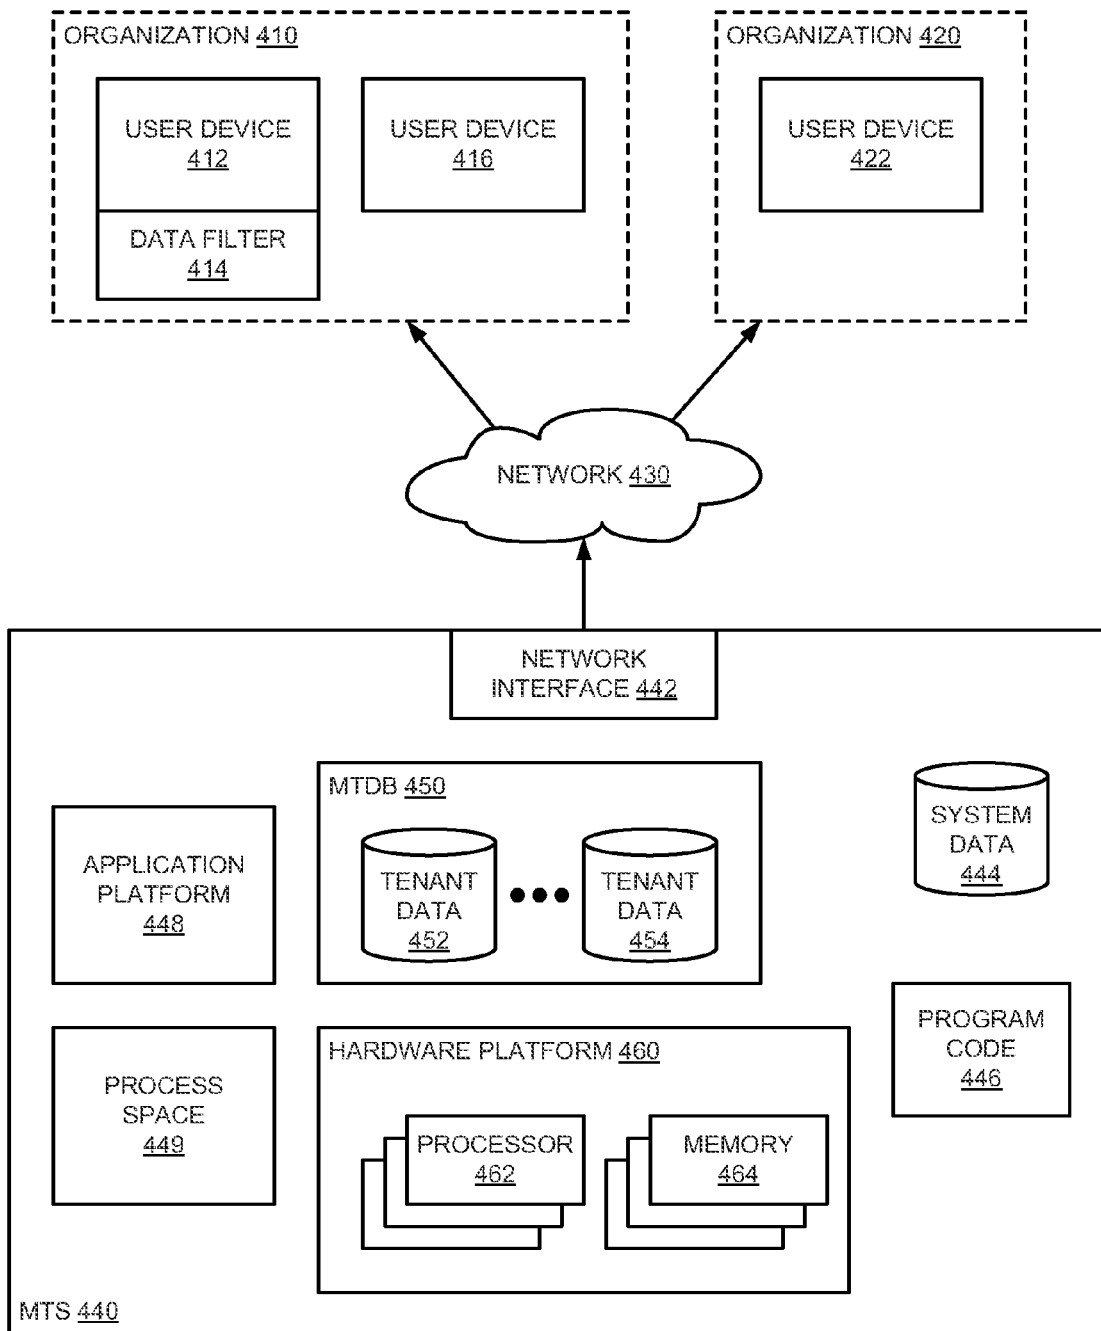 ORGANIZATION 410
USER DEVICE
412
DATA FILTER
414
USER DEVICE
416
ORGANIZATION 420
USER DEVICE
422
NETWORK 430
NETWORK
INTERFACE 442
MTDB 450
TENANT
DATA
452
TENANT
DATA
454
SYSTEM
DATA
444
APPLICATION
PLATFORM
448
PROCESS
SPACE
449
HARDWARE PLATFORM 460
PROCESSOR
462
MEMORY
464
PROGRAM
CODE
446
MTS 440